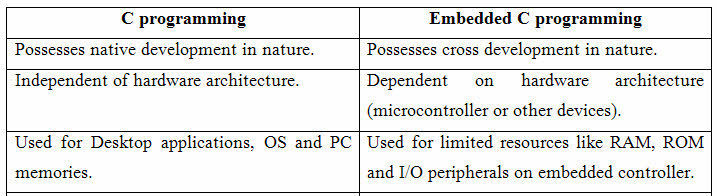 C programming
Embedded C programming
Possesses native development in nature.
Possesses cross development in nature.
Independent of hardware architecture.
Dependent on hardware architecture
(microcontroller or other devices).
Used for Desktop applications, OS and PC
memories.
Used for limited resources like RAM, ROM
and I/O peripherals on embedded controller.